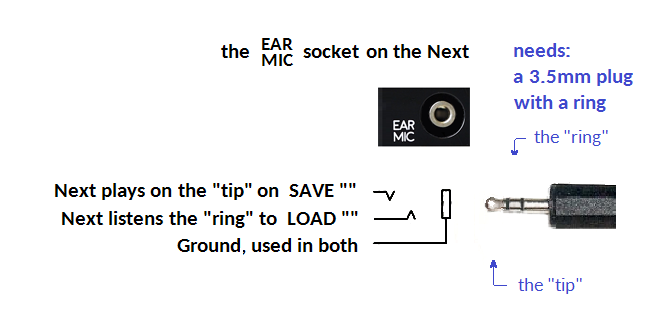 the EAR MIC socket on the Next
needs:
a 3.5mm plug
with a ring
EAR
MIC
the "ring"
Next plays on the "tip" on SAVE ""
Next listens the "ring" to LOAD ""
Ground, used in both
the "tip"